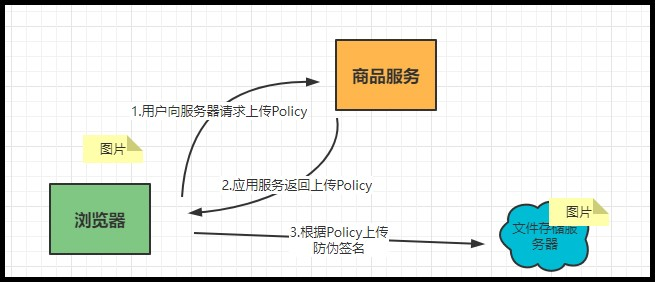 商品服务
1.用户向服务器请求上传Policy
图片
2.应用服务返回上传Policy
浏览器
图片
3.根据Policy上传
防伪签名
文件存储服
务器